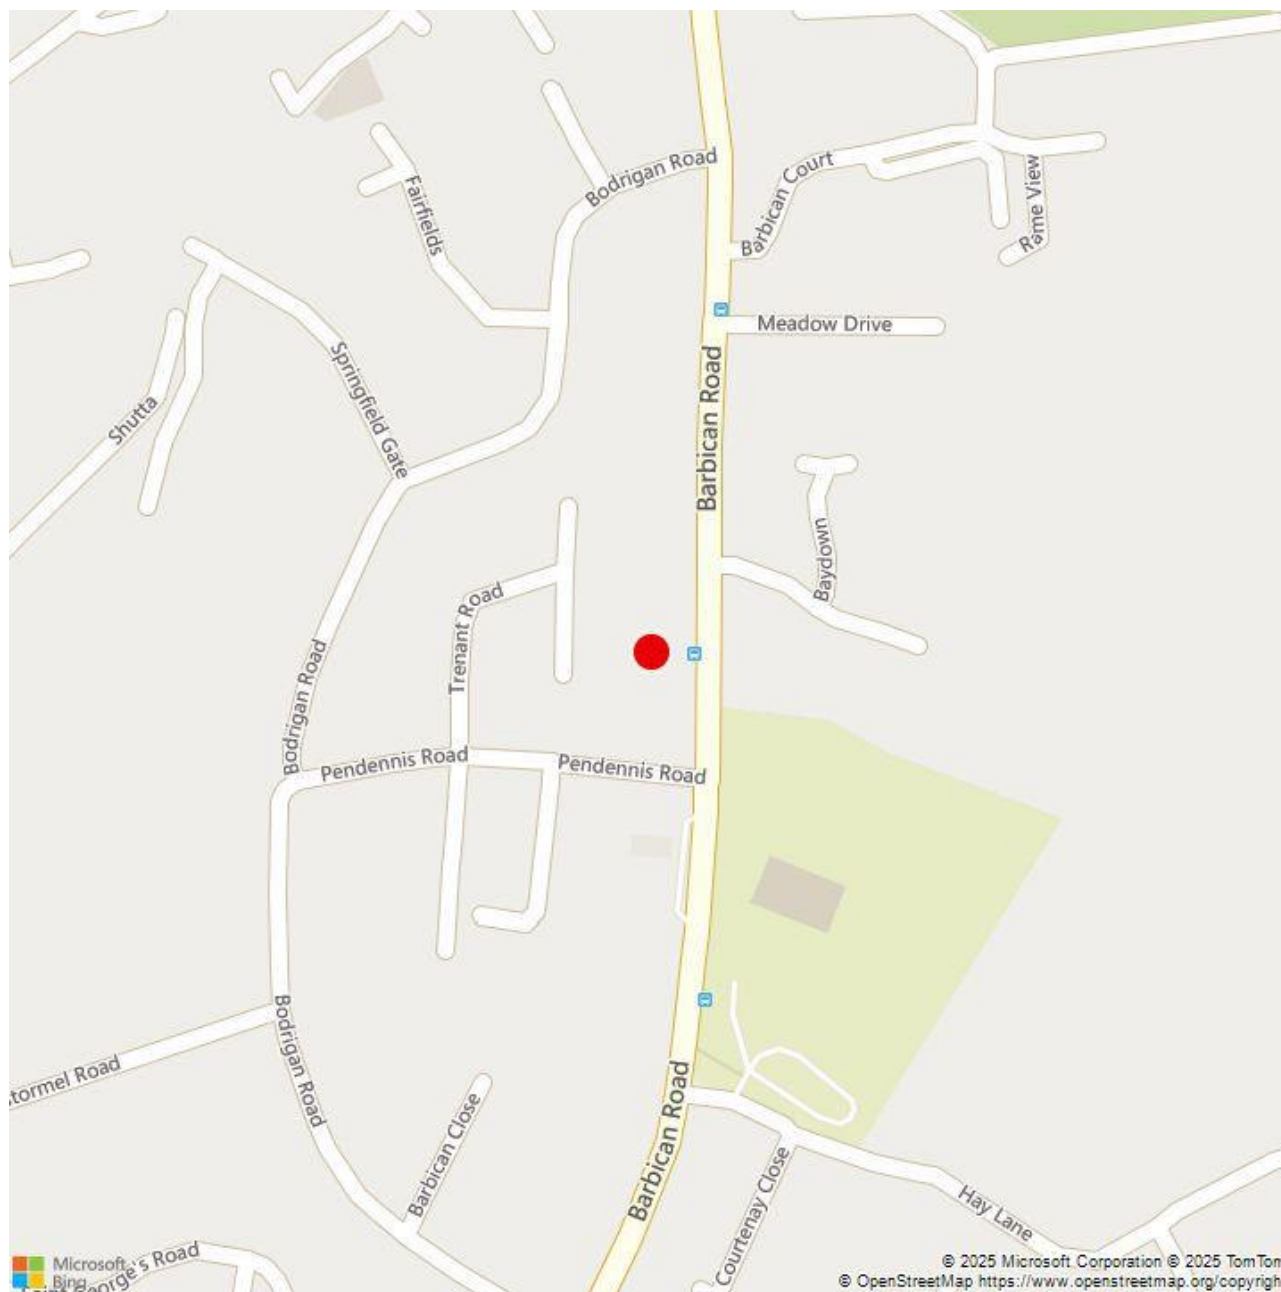 Bodrigan Road
Barbican Court
Fairfields
Rame View
Meadow Drive
Springfield Gate
Barbican Road
Shutta
Baydown
Trenant Road
Bodrigan Road
Pendennis Road
Pendennis Road
Bodrigan Road
tormel Road
Barbican Close
Barbican Road
Courtenay Close
Hay Lane
George's Road
Microsoft
Bing
© 2025 Microsoft Corporation © 2025 TomTom
© OpenStreetMap https://www.openstreetmap.org/copyrigh